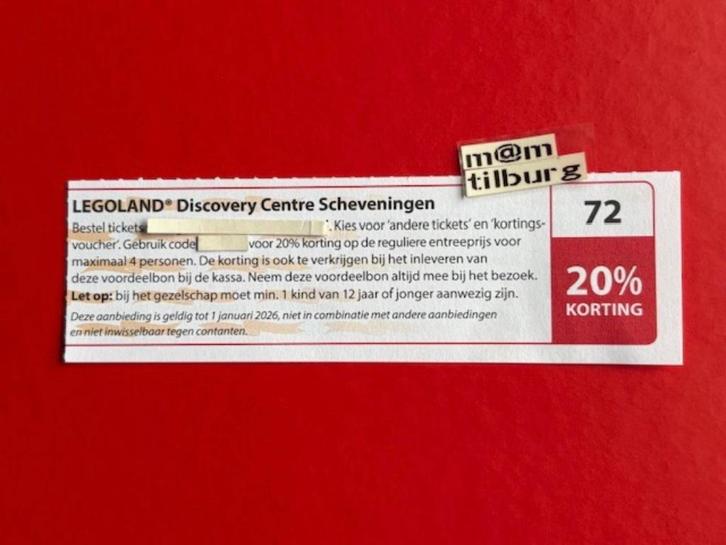 m@m
tilburg
LEGOLAND® Discovery Centre Scheveningen
Bestel tickets '. Kies voor 'andere tickets' en 'kortings-
voucher'. Gebruik code voor 20% korting op de reguliere entreeprijs voor
maximaal 4 personen. De korting is ook te verkrijgen bij het inleveren van
deze voordeelbon bij de kassa. Neem deze voordeelbon altijd mee bij het bezoek.
Let op: bij het gezelschap moet min. 1 kind van 12 jaar of jonger aanwezig zijn.
Deze aanbieding is geldig tot 1 januari 2026, niet in combinatie met andere aanbiedingen
en niet inwisselbaar tegen contanten.
72
20%
KORTING